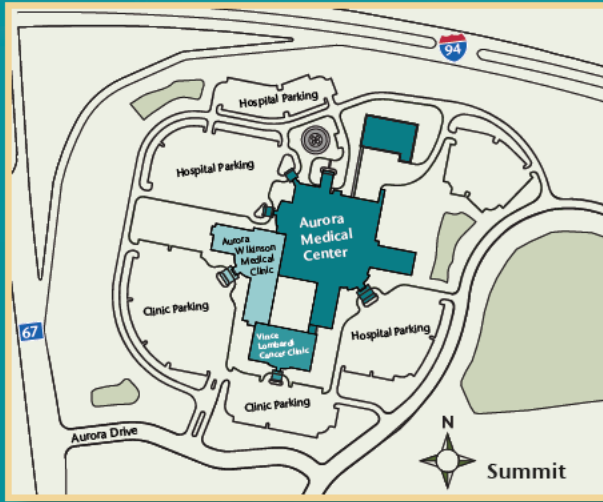 94
Hospital Parking
Hospital Parking
Aurora
Medical
Center
Aurora
Wilkinson
Medical
Clinic
Clinic Parking
67
Hospital Parking
Vince
Lombardi
Cancer Clinic
Clinic Parking
Aurora Drive
N
Summit